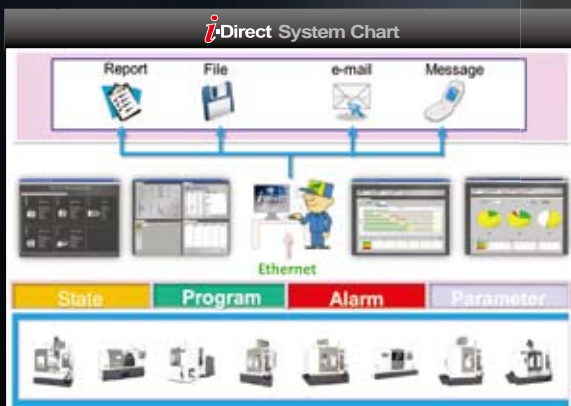 i-Direct System Chart
Report File e-mail Message
Ethernet
State Program Alarm Parameter